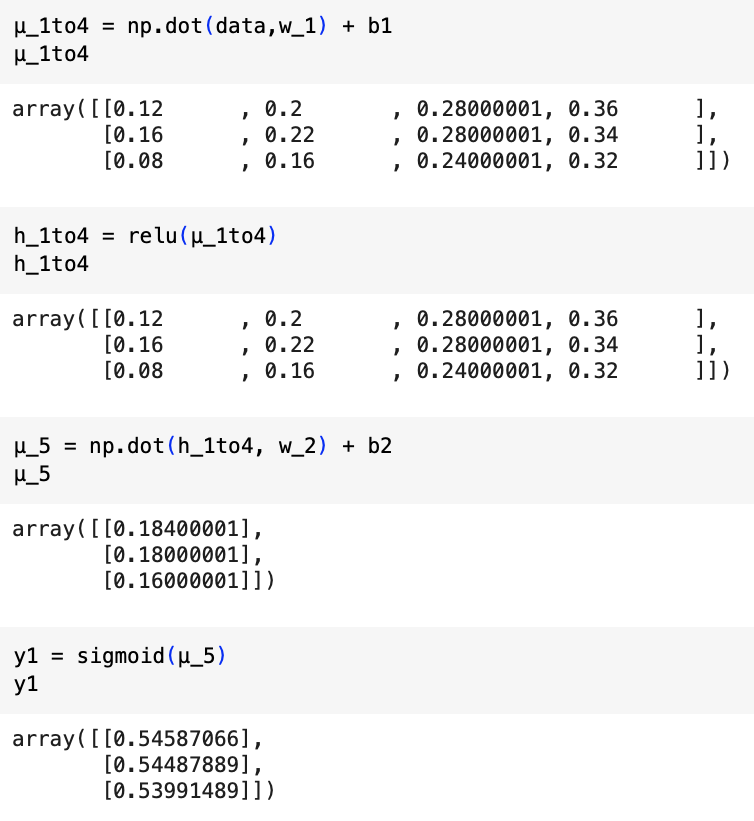 μ_1to4 = np.dot(data,w_1) + b1
μ_1to4
array([[0.12      , 0.2       , 0.28000001, 0.36      ],
       [0.16      , 0.22      , 0.28000001, 0.34      ],
       [0.08      , 0.16      , 0.24000001, 0.32      ]])
h_1to4 = relu(μ_1to4)
h_1to4
array([[0.12      , 0.2       , 0.28000001, 0.36      ],
       [0.16      , 0.22      , 0.28000001, 0.34      ],
       [0.08      , 0.16      , 0.24000001, 0.32      ]])
μ_5 = np.dot(h_1to4, w_2) + b2
μ_5
array([[0.18400001],
       [0.18000001],
       [0.16000001]])
y1 = sigmoid(μ_5)
y1
array([[0.54587066],
       [0.54487889],
       [0.53991489]])